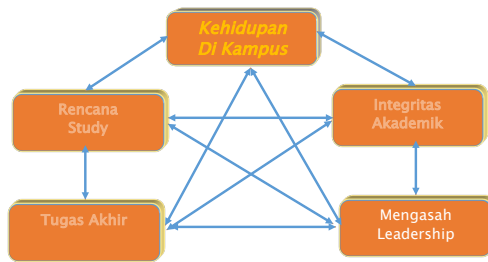 Kehidupan
Di Kampus
Rencana
Study
Integritas
Akademik
Tugas Akhir
Mengasah
Leadership